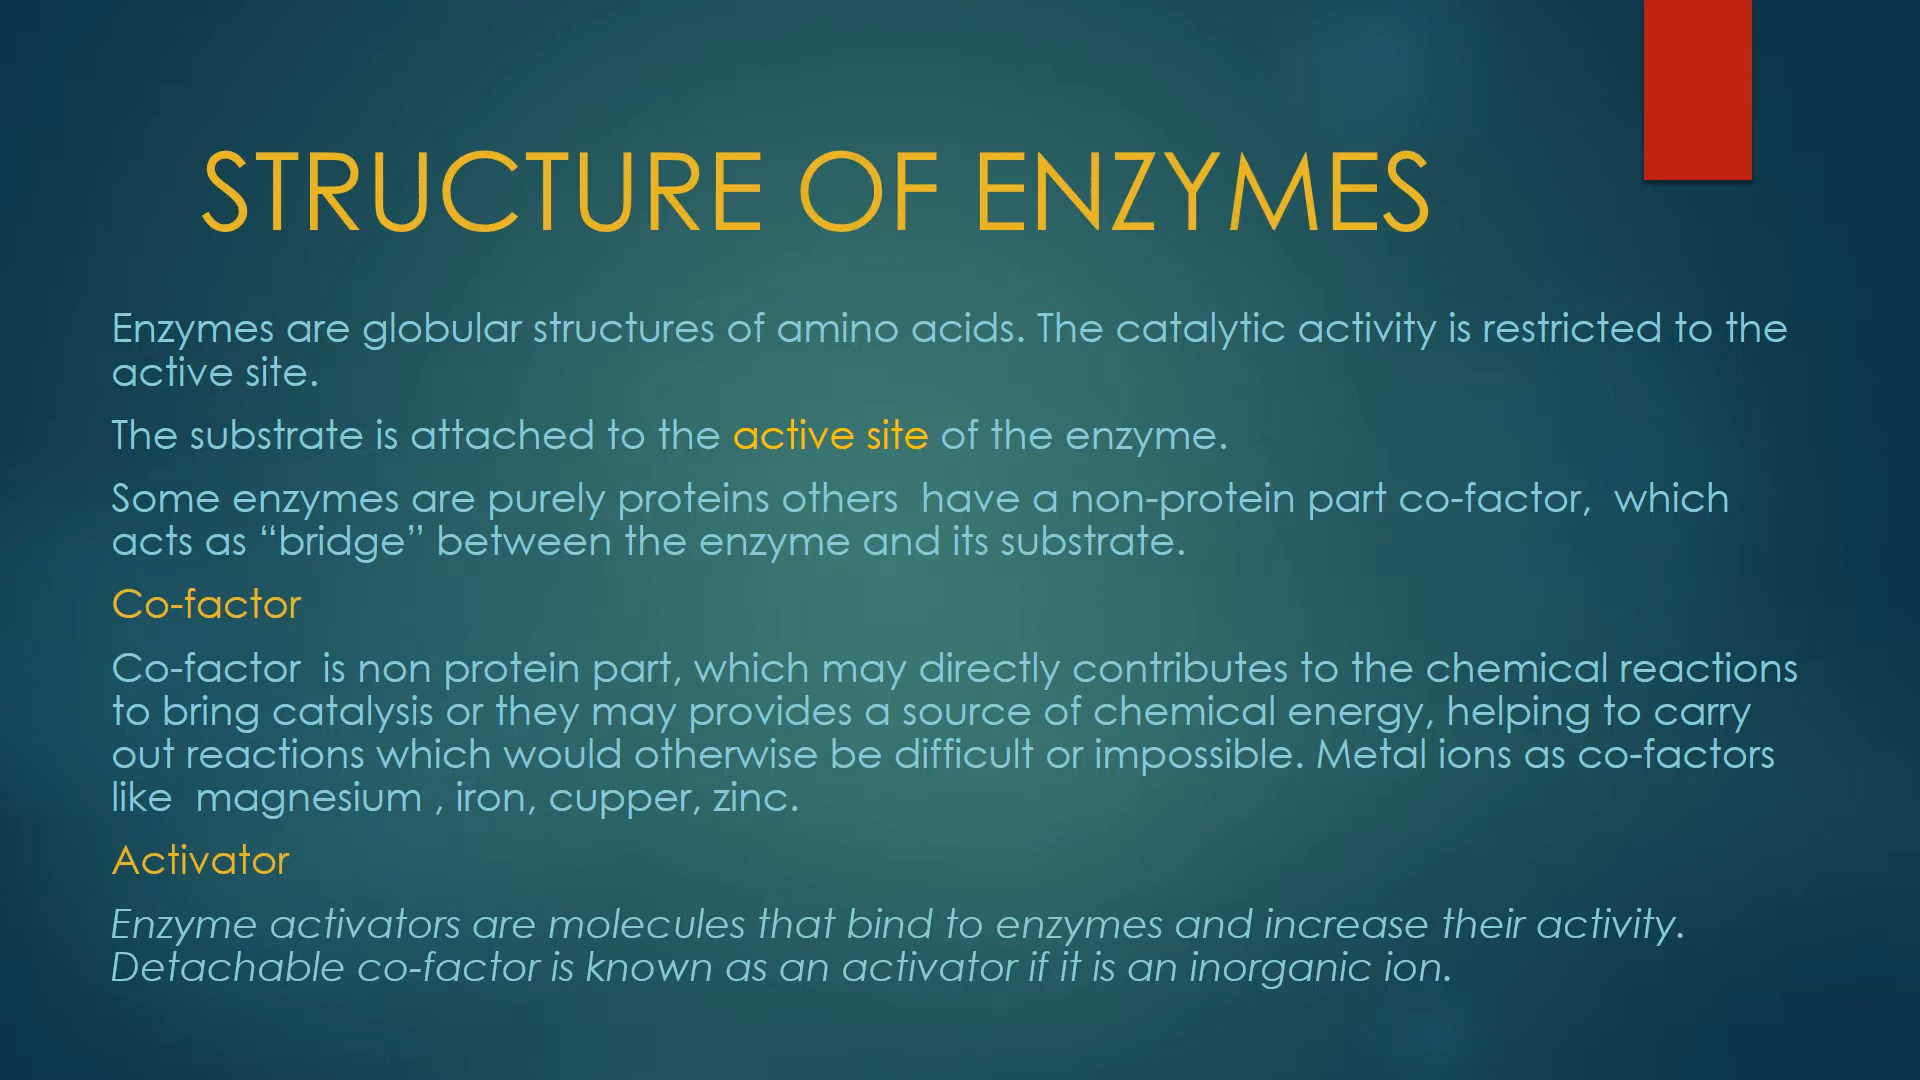 STRUCTURE OF ENZYMES
Enzymes are globular structures of amino acids. The catalytic activity is restricted to the
active site.
The substrate is attached to the active site of the enzyme.
Some enzymes are purely proteins others  have a non-protein part co-factor,  which
acts as “bridge” between the enzyme and its substrate.
Co-factor
Co-factor  is non protein part, which may directly contributes to the chemical reactions
to bring catalysis or they may provides a source of chemical energy, helping to carry
out reactions which would otherwise be difficult or impossible. Metal ions as co-factors
like  magnesium , iron, cupper, zinc.
Activator
Enzyme activators are molecules that bind to enzymes and increase their activity.
Detachable co-factor is known as an activator if it is an inorganic ion.